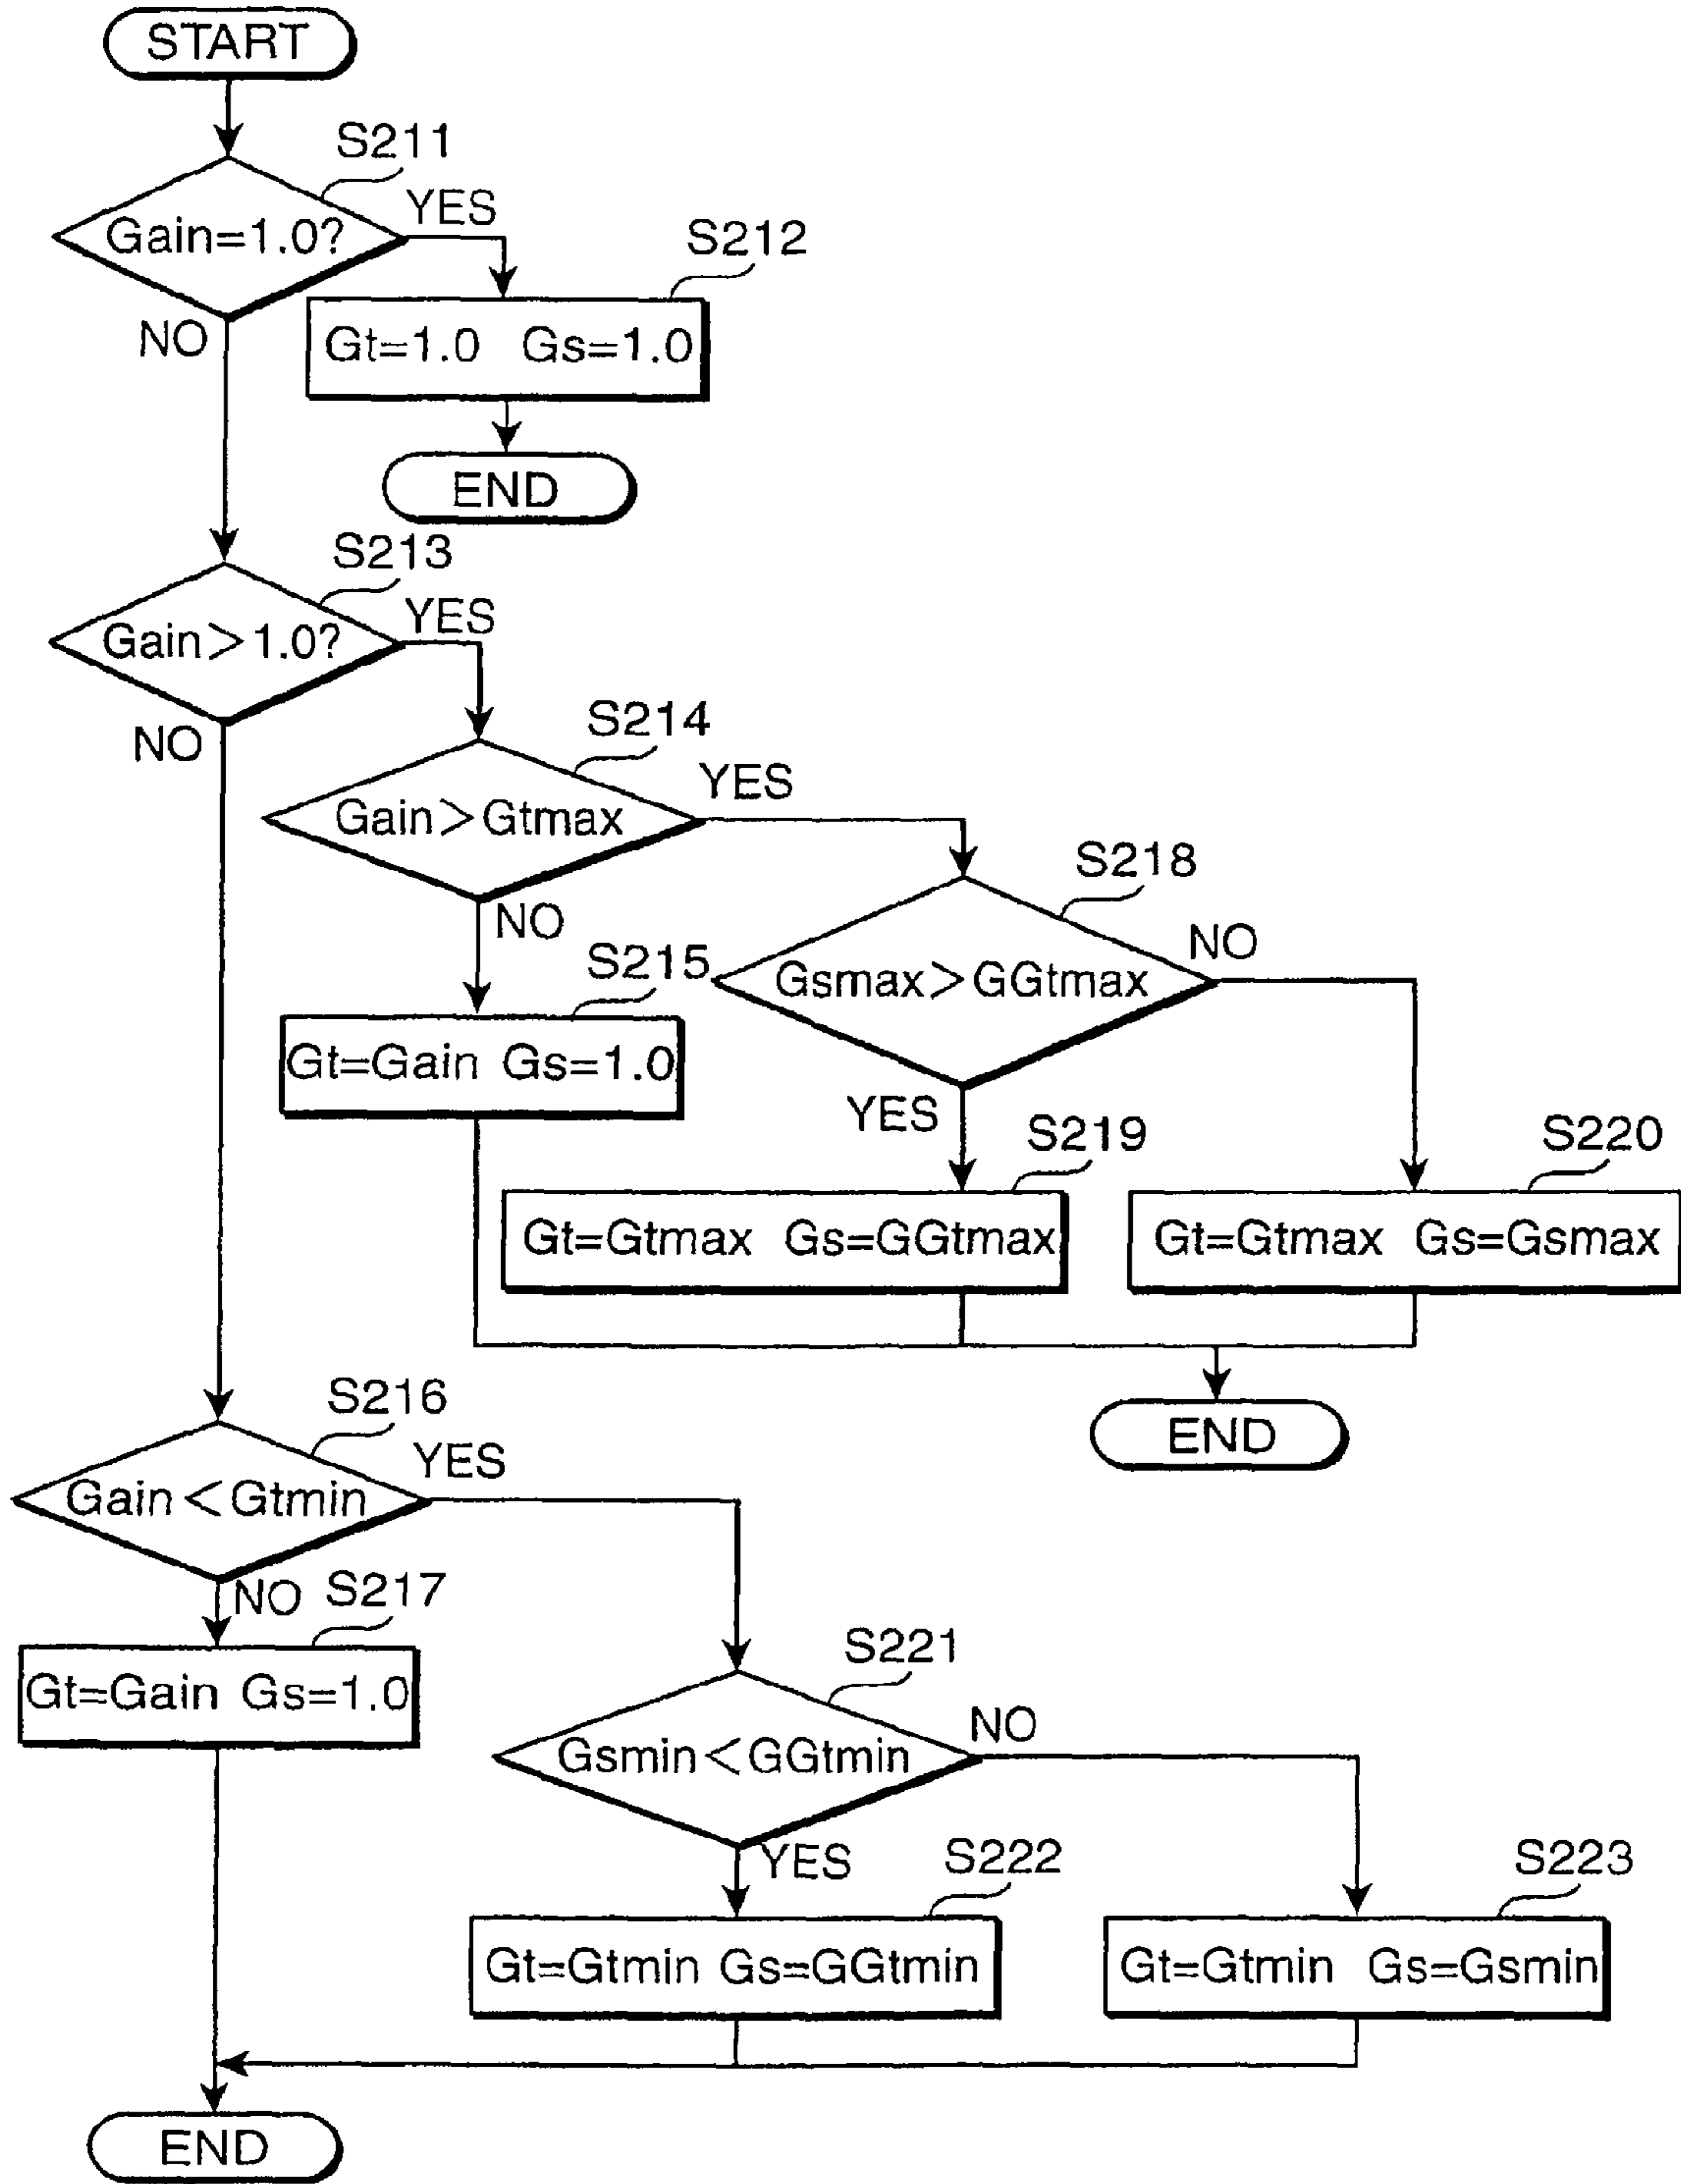 START
S211
Gain=1.0?
YES
NO
S212
Gt=1.0 Gs=1.0
END
S213
Gain>1.0?
YES
NO
S214
Gain>Gtmax
YES
NO
S218
Gsmax>GGtmax
NO
YES
S215
Gt=Gain Gs=1.0
S219
Gt=Gtmax Gs=GGtmax
S220
Gt=Gtmax Gs=Gsmax
END
S216
Gain<Gtmin
YES
NO
S217
Gt=Gain Gs=1.0
S221
Gsmin<GGtmin
NO
YES
S222
Gt=Gtmin Gs=GGtmin
S223
Gt=Gtmin Gs=Gsmin
END